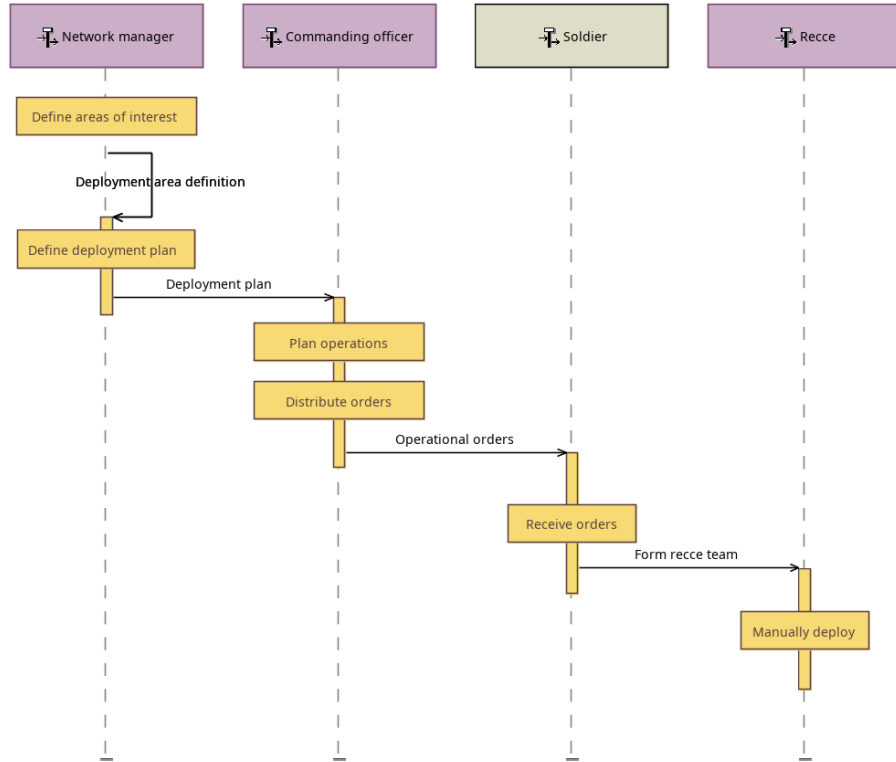 Network manager
Commanding officer
Soldier
Recce
Define areas of interest
Deployment area definition
Define deployment plan
Deployment plan
Plan operations
Distribute orders
Operational orders
Receive orders
Form recce team
Manually deploy